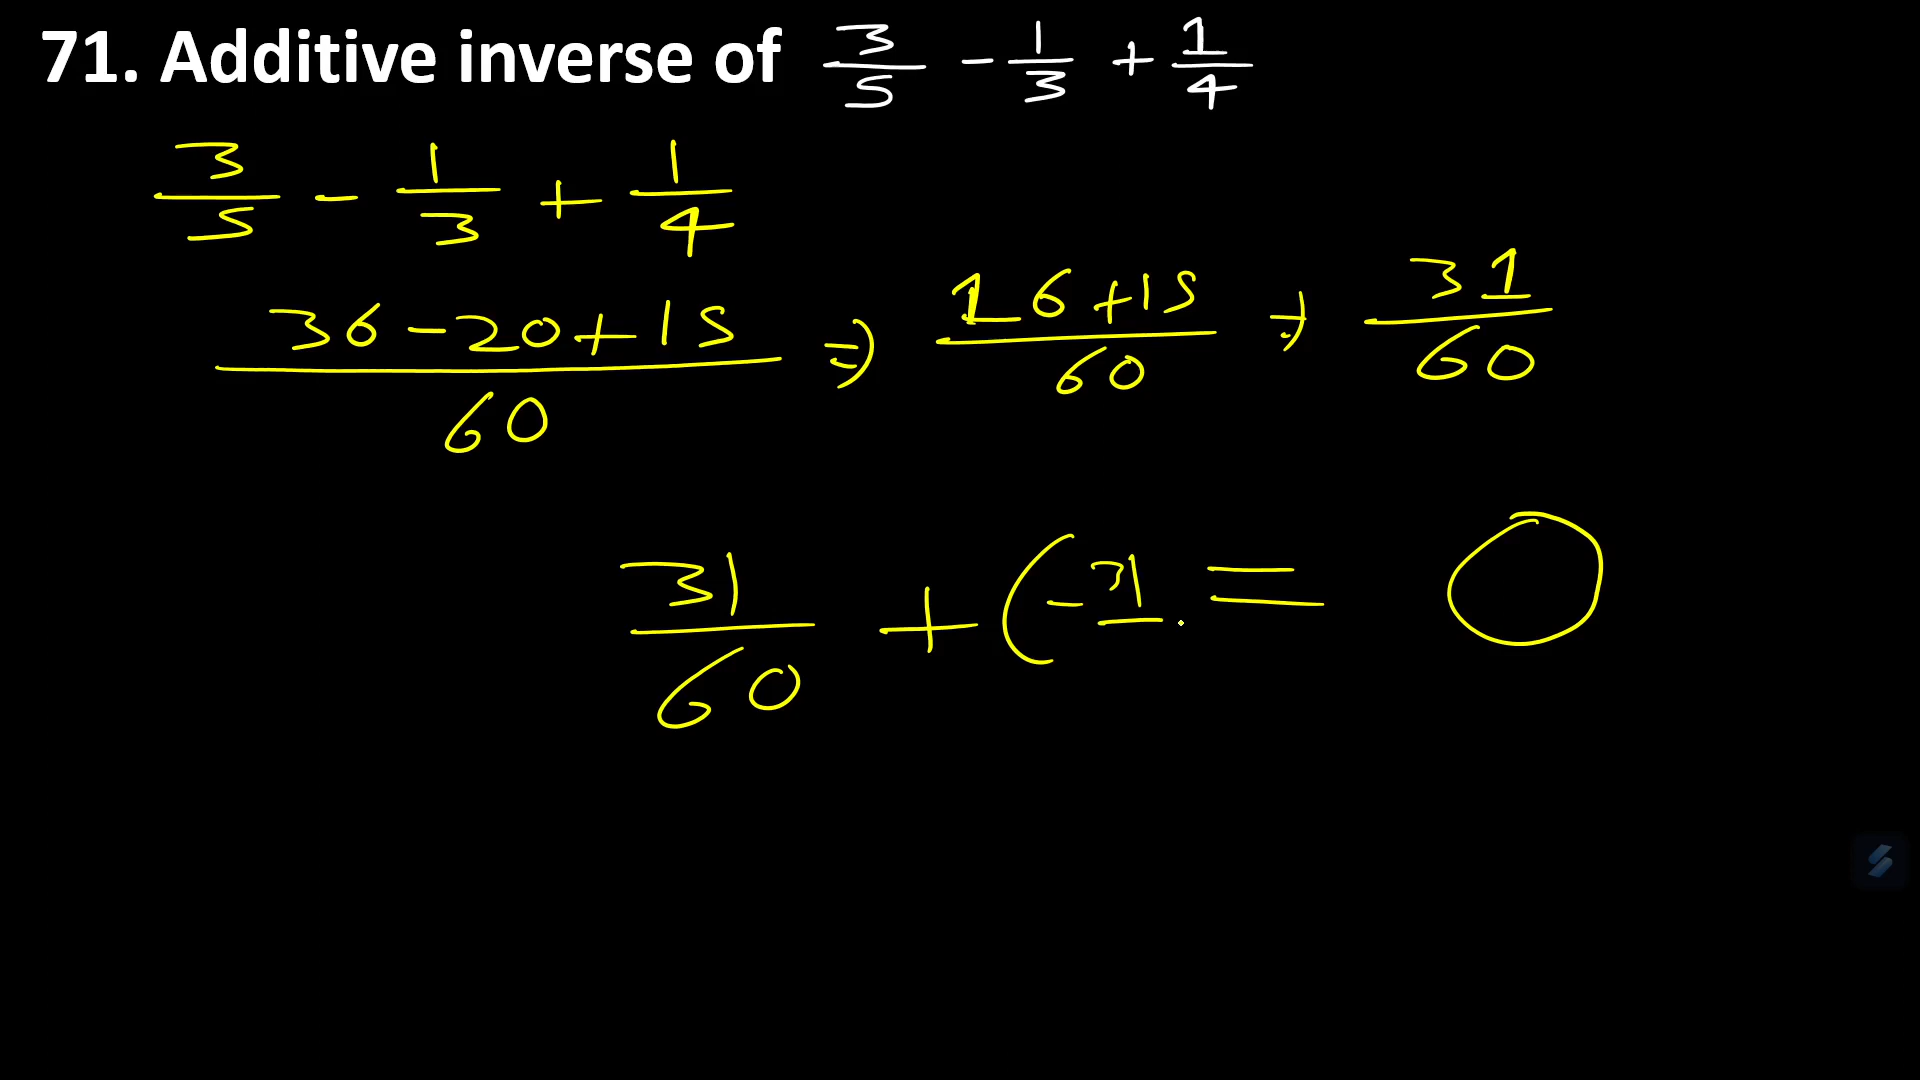 71. Additive inverse of 3/5 - 1/3 + 1/4
3/5 - 1/3 + 1/4
36-20+15/60 ⇒ 16+15/60 ⇒ 31/60
31/60 + (-31 = 0